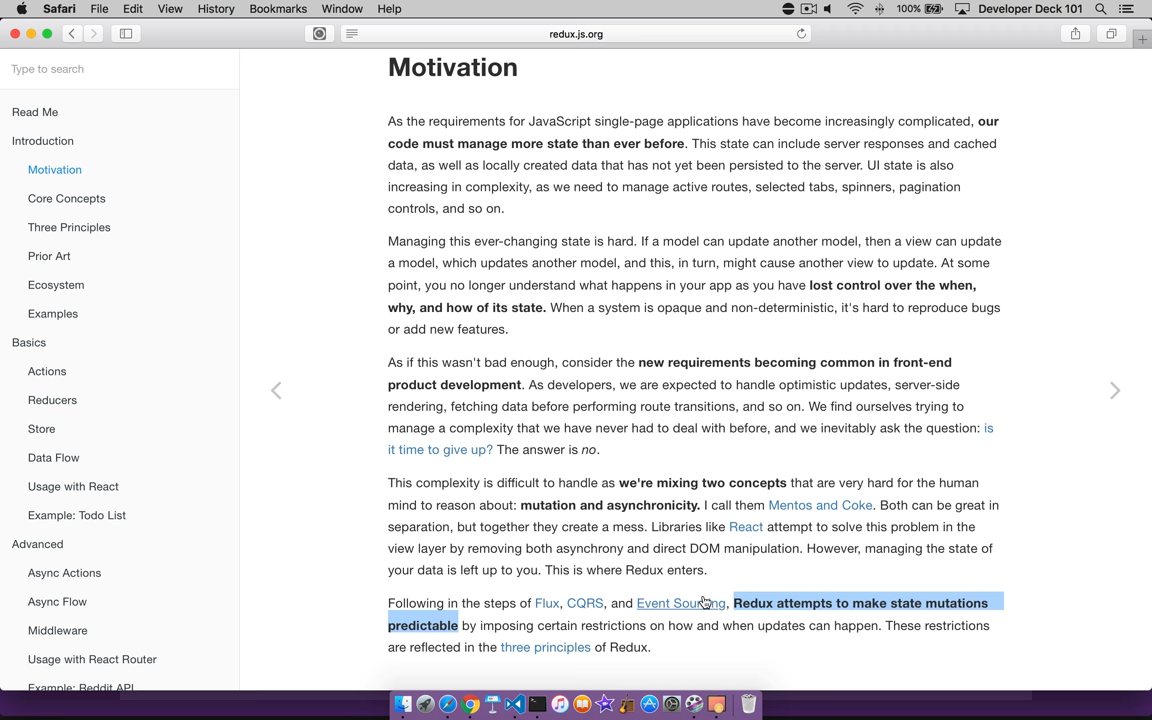 Safari File Edit View History Bookmarks Window Help 100% Developer Deck 101
redux.js.org
Type to search
Read Me
Introduction
Motivation
Core Concepts
Three Principles
Prior Art
Ecosystem
Examples
Basics
Actions
Reducers
Store
Data Flow
Usage with React
Example: Todo List
Advanced
Async Actions
Async Flow
Middleware
Usage with React Router
Example: Reddit API
Motivation
As the requirements for JavaScript single-page applications have become increasingly complicated, our
code must manage more state than ever before. This state can include server responses and cached
data, as well as locally created data that has not yet been persisted to the server. UI state is also
increasing in complexity, as we need to manage active routes, selected tabs, spinners, pagination
controls, and so on.
Managing this ever-changing state is hard. If a model can update another model, then a view can update
a model, which updates another model, and this, in turn, might cause another view to update. At some
point, you no longer understand what happens in your app as you have lost control over the when,
why, and how of its state. When a system is opaque and non-deterministic, it's hard to reproduce bugs
or add new features.
As if this wasn't bad enough, consider the new requirements becoming common in front-end
product development. As developers, we are expected to handle optimistic updates, server-side
rendering, fetching data before performing route transitions, and so on. We find ourselves trying to
manage a complexity that we have never had to deal with before, and we inevitably ask the question: is
it time to give up? The answer is no.
This complexity is difficult to handle as we're mixing two concepts that are very hard for the human
mind to reason about: mutation and asynchronicity. I call them Mentos and Coke. Both can be great in
separation, but together they create a mess. Libraries like React attempt to solve this problem in the
view layer by removing both asynchrony and direct DOM manipulation. However, managing the state of
your data is left up to you. This is where Redux enters.
Following in the steps of Flux, CQRS, and Event Sourcing, Redux attempts to make state mutations
predictable by imposing certain restrictions on how and when updates can happen. These restrictions
are reflected in the three principles of Redux.